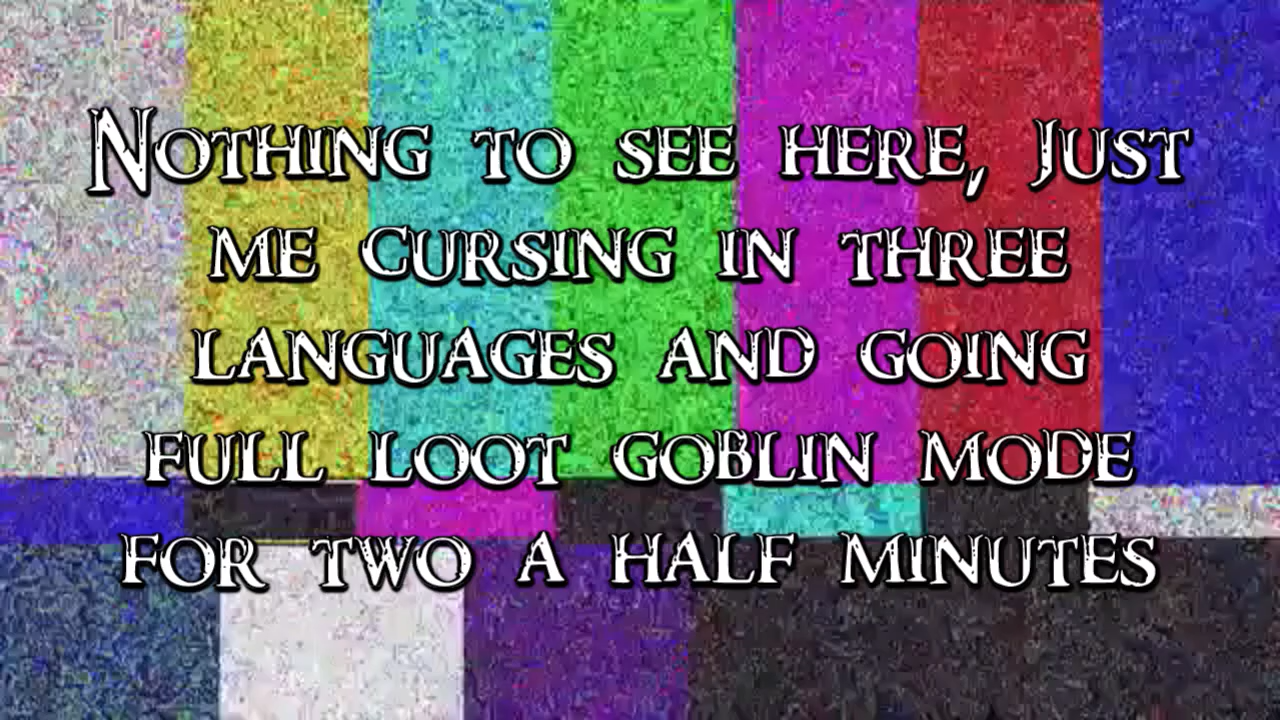 Nothing to see here, Just
me cursing in three
languages and going
full loot goblin mode
for two a half minutes